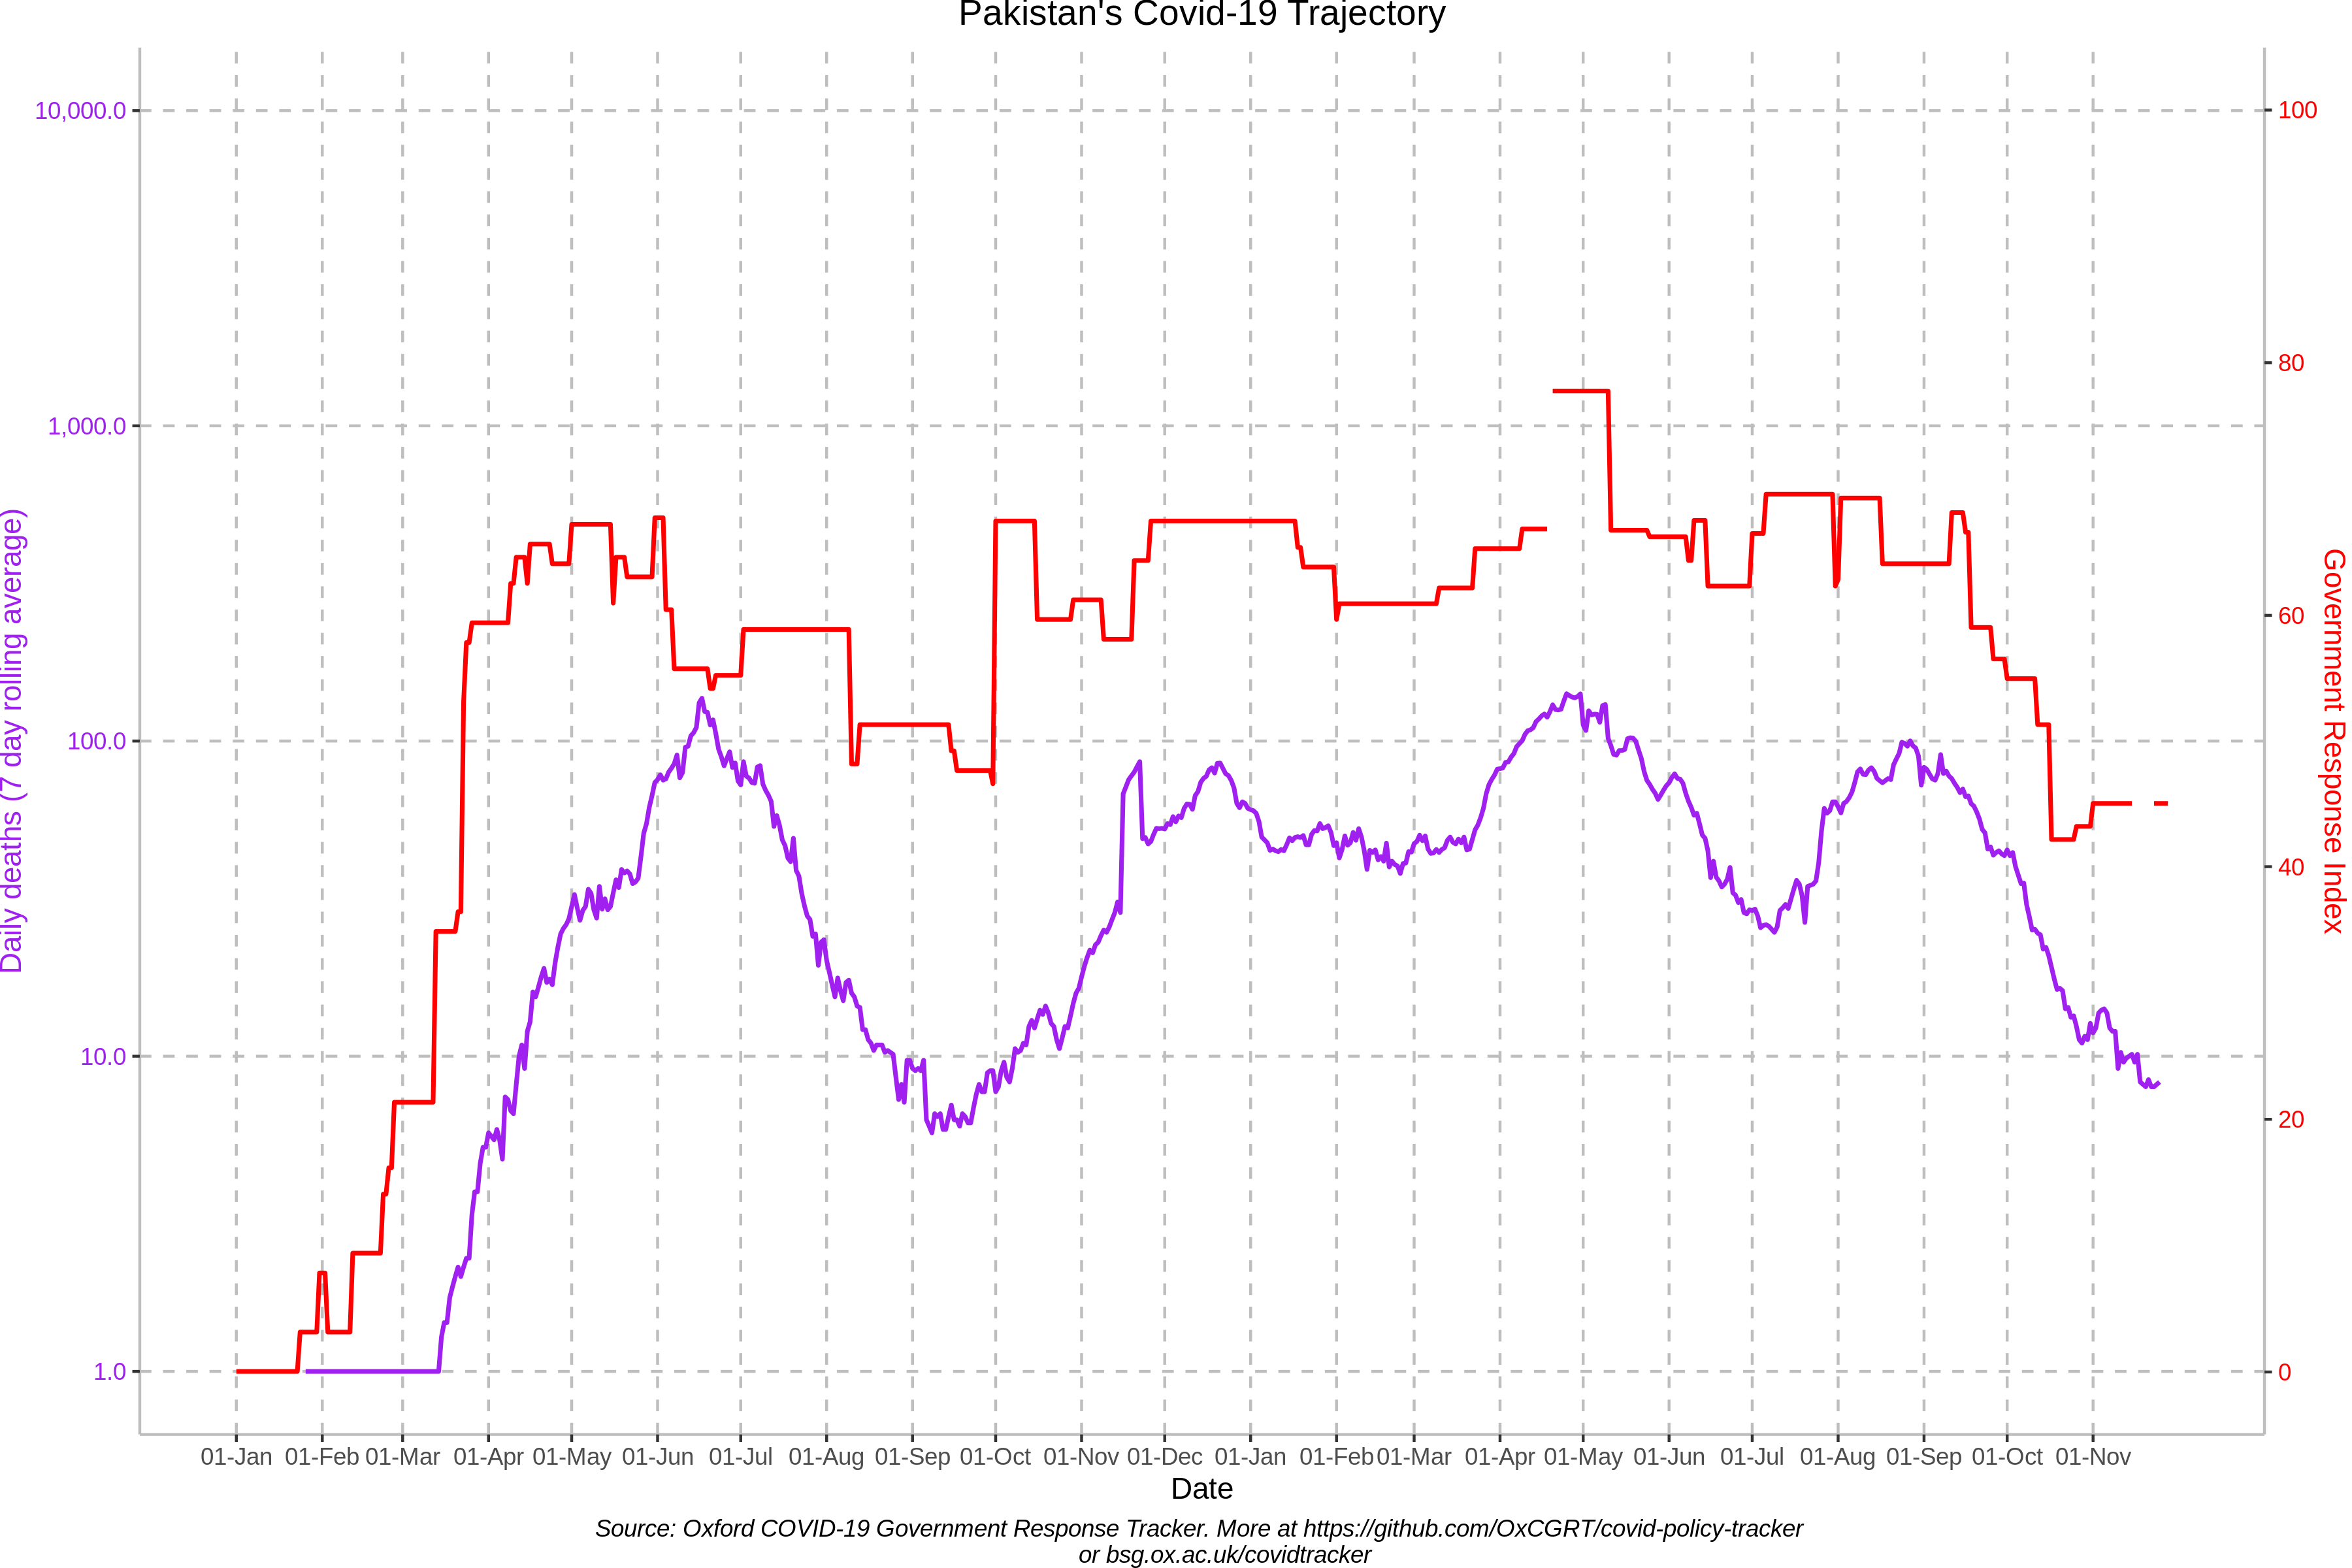 Pakistan's Covid-19 Trajectory
10,000.0
1,000.0
100.0
10.0
1.0
Daily deaths (7 day rolling average)
100
80
60
40
20
0
Government Response Index
01-Jan 01-Feb 01-Mar 01-Apr 01-May 01-Jun 01-Jul 01-Aug 01-Sep 01-Oct 01-Nov 01-Dec 01-Jan 01-Feb 01-Mar 01-Apr 01-May 01-Jun 01-Jul 01-Aug 01-Sep 01-Oct 01-Nov
Date
Source: Oxford COVID-19 Government Response Tracker. More at https://github.com/OxCGRT/covid-policy-tracker
or bsg.ox.ac.uk/covidtracker